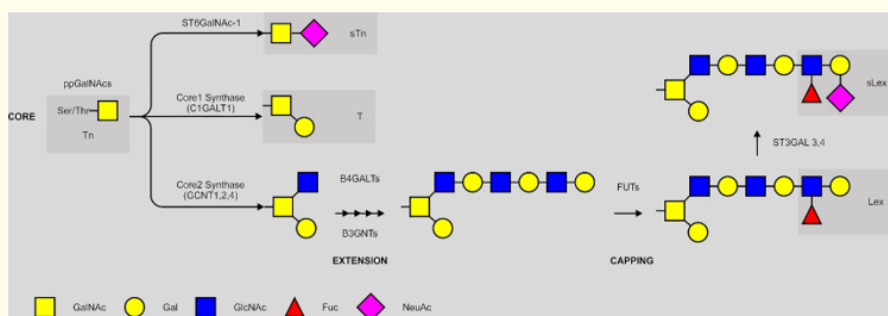 ST6GalNAc-1
sTn
ppGalNAcs
CORE
Ser/Thr
Tn
Core1 Synthase
(C1GALT1)
T
Core2 Synthase
(GCNT1,2,4)
B4GALTs
B3GNTs
EXTENSION
FUTs
CAPPING
sLex
ST3GAL 3,4
Lex
GalNAc
Gal
GlcNAc
Fuc
NeuAc